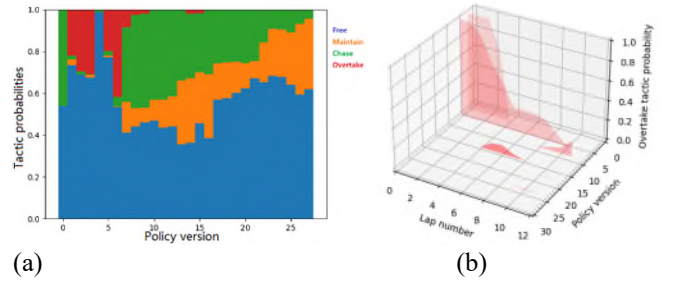 1.0
0.8
0.6
0.4
0.2
0.0
Tactic probabilities
0 5 10 15 20 25
Policy version
Free
Maintain
Chase
Overtake
(a)
1.0
0.8
0.6
0.4
0.2
0.0
Overtake tactic probability
0
5
10
15
20
25
30
Policy version
0 2 4 6 8 10 12
Lap number
(b)